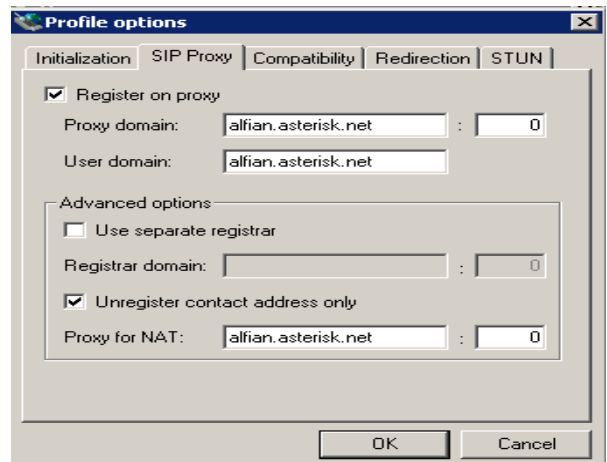 Profile options
Initialization SIP Proxy Compatibility Redirection STUN
Register on proxy
Proxy domain: alfian.asterisk.net : 0
User domain: alfian.asterisk.net
Advanced options
Use separate registrar
Registrar domain: : 0
Unregister contact address only
Proxy for NAT: alfian.asterisk.net : 0
OK Cancel